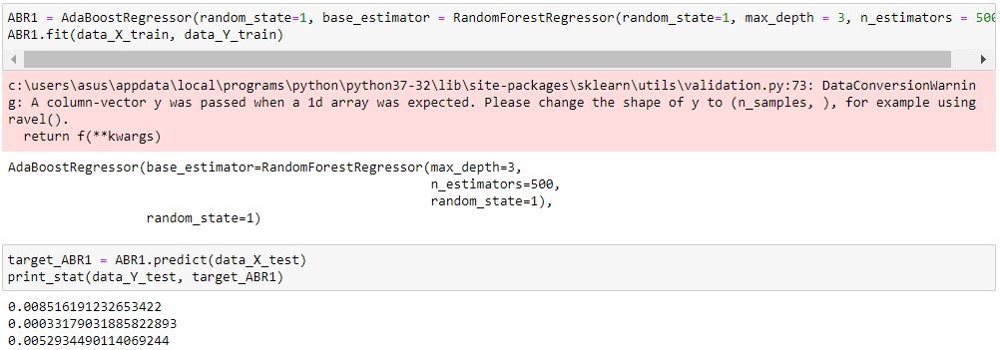 ABR1 = AdaBoostRegressor(random_state=1, base_estimator = RandomForestRegressor(random_state=1, max_depth = 3, n_estimators = 500
ABR1.fit(data_X_train, data_Y_train)
c:\users\asus\appdata\local\programs\python\python37-32\lib\site-packages\sklearn\utils\validation.py:73: DataConversionWarnin
g: A column-vector y was passed when a 1d array was expected. Please change the shape of y to (n_samples, ), for example using
ravel().
  return f(**kwargs)
AdaBoostRegressor(base_estimator=RandomForestRegressor(max_depth=3,
                                                       n_estimators=500,
                                                       random_state=1),
                  random_state=1)
target_ABR1 = ABR1.predict(data_X_test)
print_stat(data_Y_test, target_ABR1)
0.008516191232653422
0.00033179031885822893
0.0052934490114069244